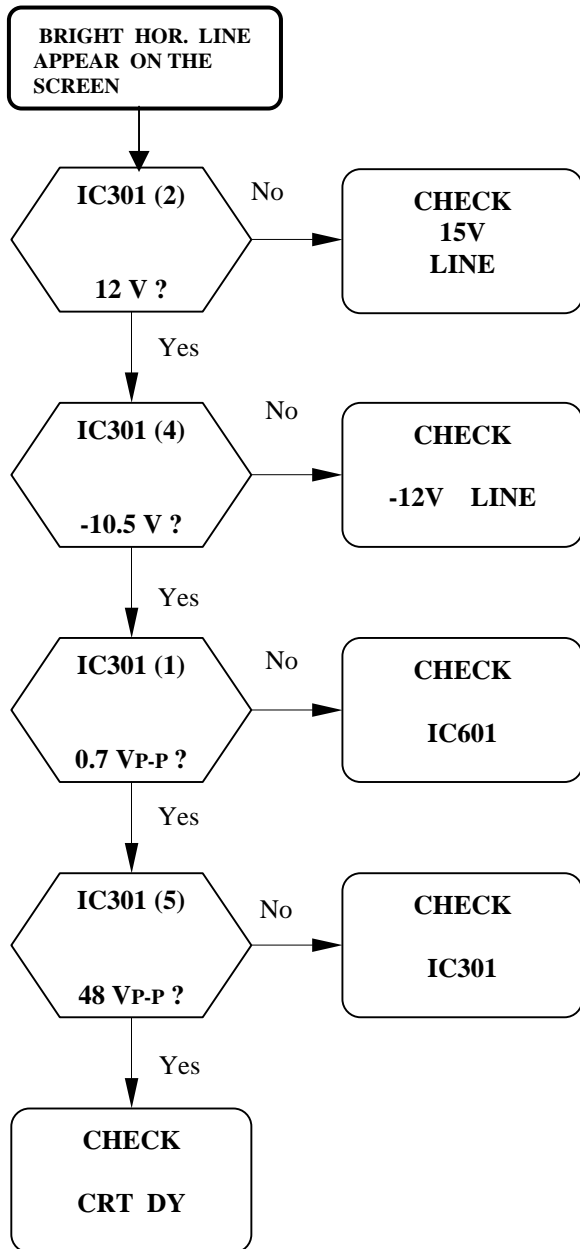 BRIGHT HOR. LINE
APPEAR ON THE
SCREEN
IC301 (2)
12 V ?
No
CHECK
15V
LINE
Yes
IC301 (4)
-10.5 V ?
No
CHECK
-12V LINE
Yes
IC301 (1)
0.7 VP-P ?
No
CHECK
IC601
Yes
IC301 (5)
48 VP-P ?
No
CHECK
IC301
Yes
CHECK
CRT DY